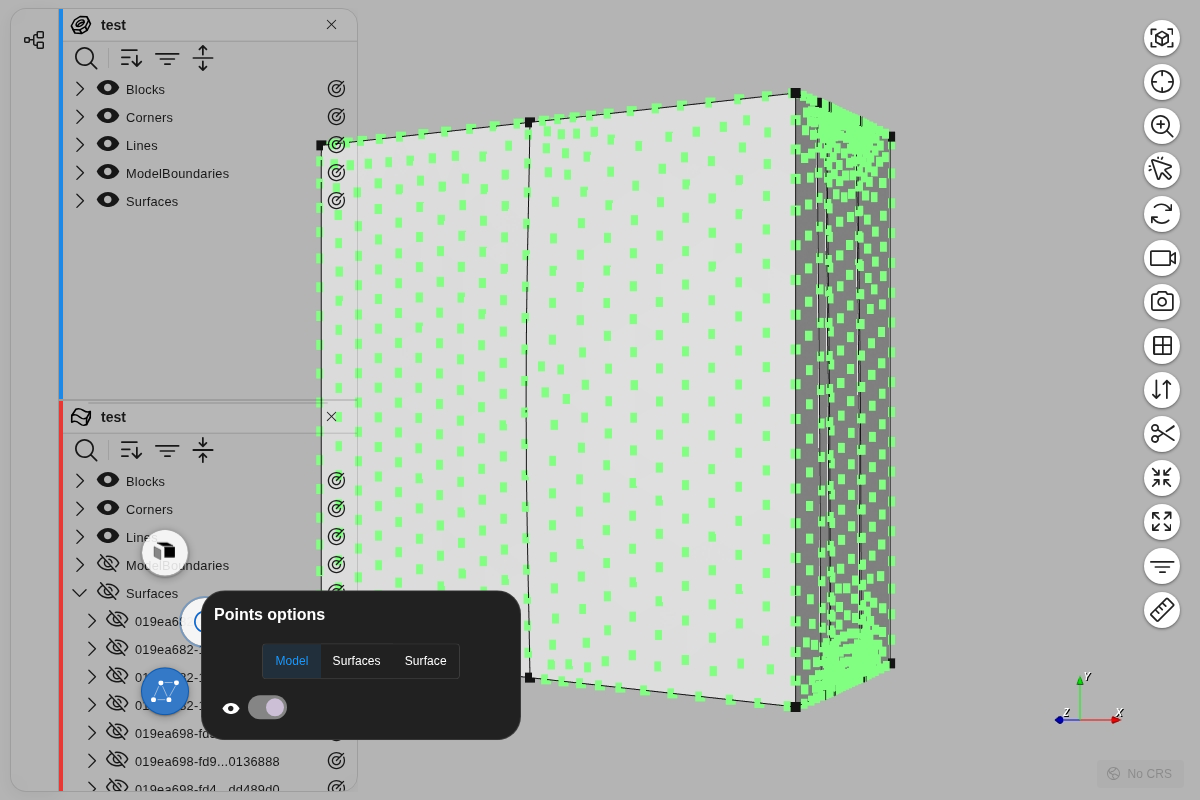 test
Blocks
Corners
Lines
ModelBoundaries
Surfaces
test
Blocks
Corners
Lines
ModelBoundaries
Surfaces
019ea682-
019ea698-fd9...0136888
019ea698-fd4...dd489d0
Points options
Model
Surfaces
Surface
Y
Z
X
No CRS